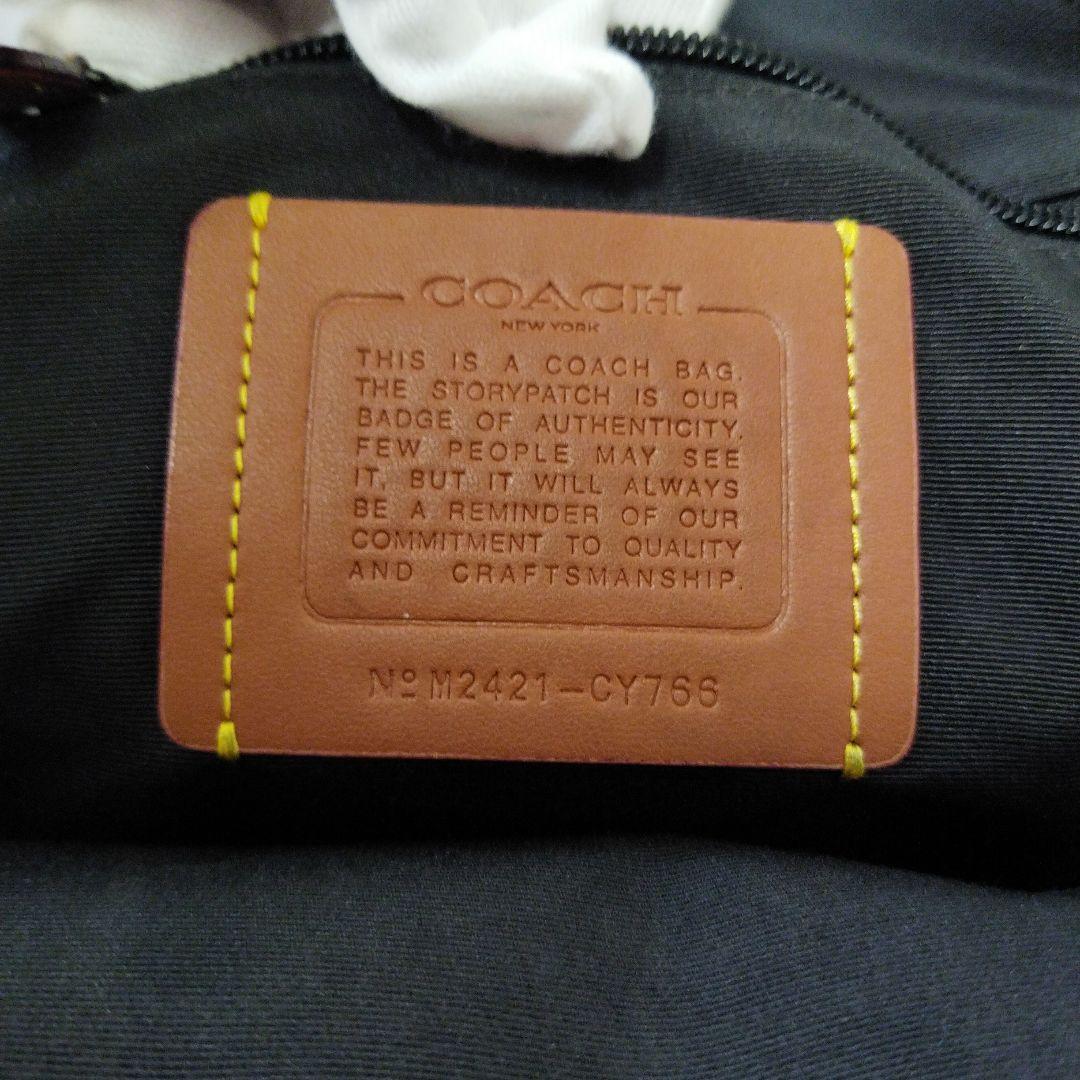 COACH
NEW YORK
THIS IS A COACH BAG.
THE STORYPATCH IS OUR
BADGE OF AUTHENTICITY.
FEW PEOPLE MAY SEE
IT, BUT IT WILL ALWAYS
BE A REMINDER OF OUR
COMMITMENT TO QUALITY
AND CRAFTSMANSHIP.
Nº M2421-CY766